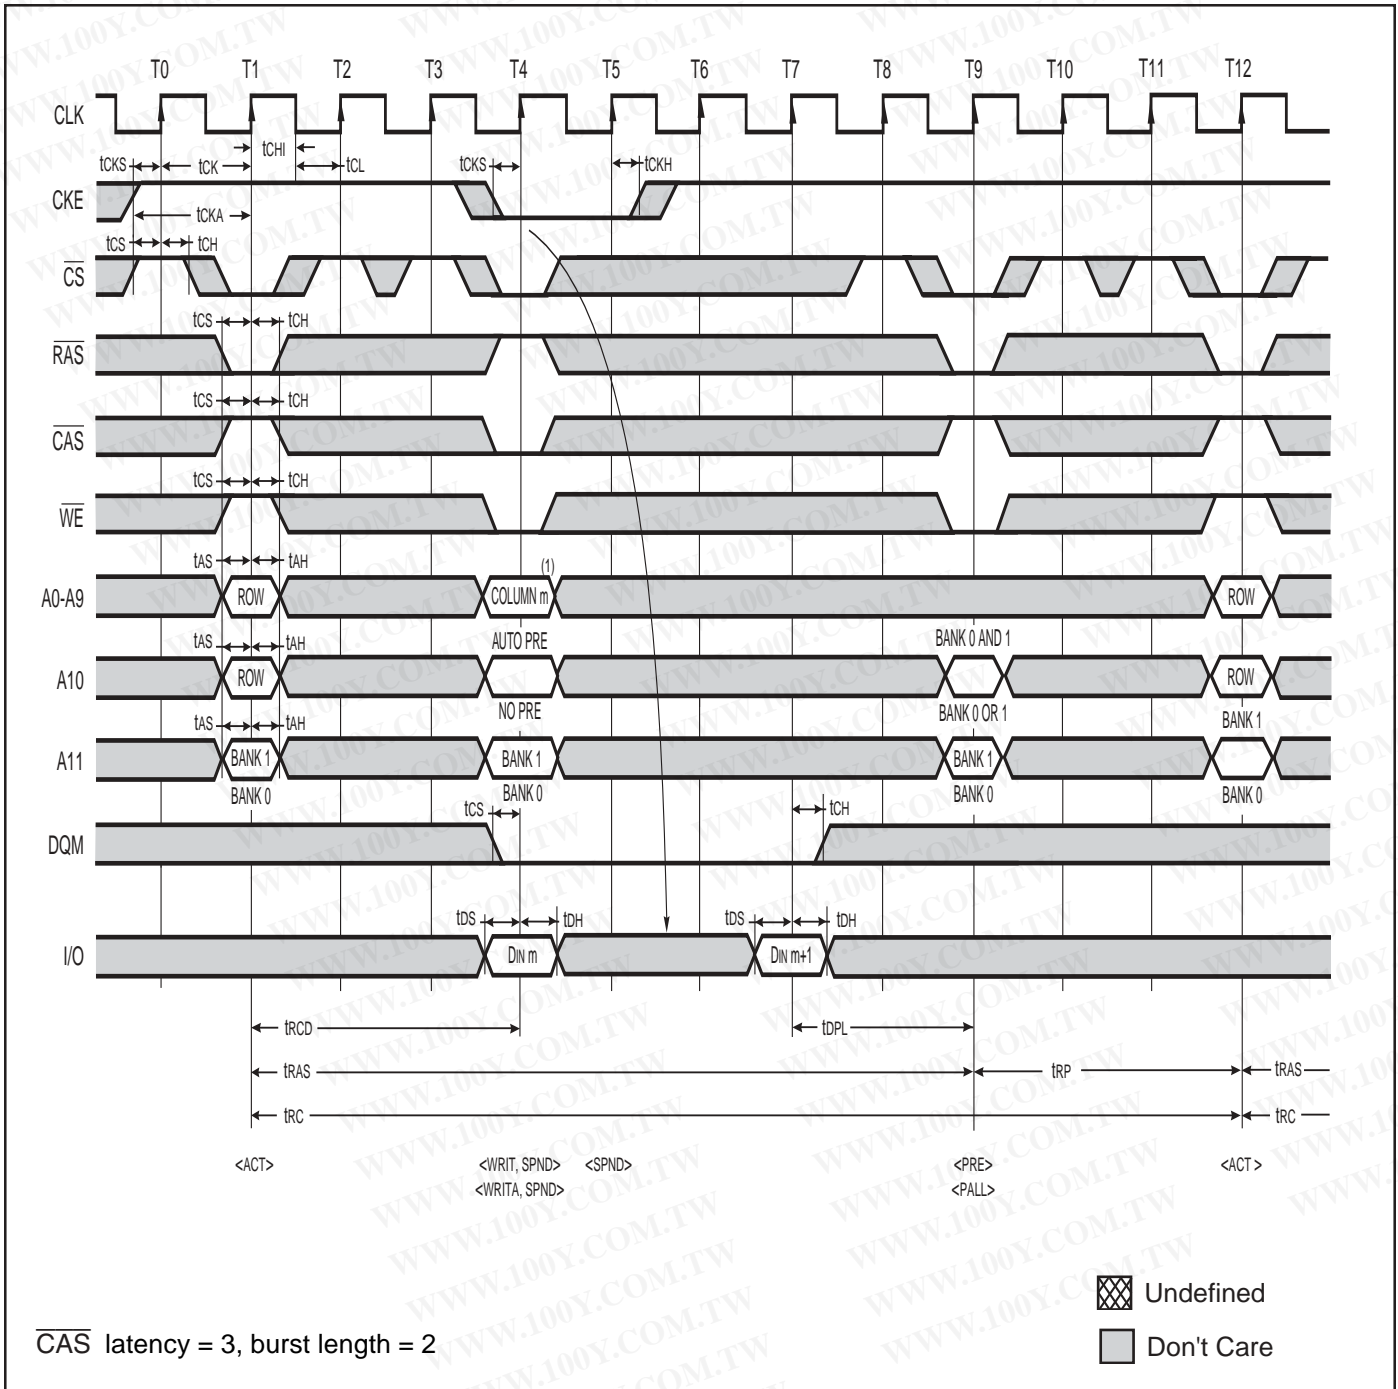 T0 T1 T2 T3 T4 T5 T6 T7 T8 T9 T10 T11 T12
CLK
tCHI
tCKS tCK tCL tCKS tCKH
CKE
tCKA
tCS tCH
CS
tCS tCH
RAS
tCS tCH
CAS
tCS tCH
WE
tAS tAH (1)
A0-A9 ROW COLUMN m ROW
tAS tAH AUTO PRE BANK 0 AND 1
A10 ROW ROW
NO PRE BANK 0 OR 1 BANK 1
tAS tAH
A11 BANK 1 BANK 1 BANK 1
BANK 0 BANK 0 BANK 0 BANK 0
tCS tCH
DQM
tDS tDH tDS tDH
I/O DIN m DIN m+1
tRCD tDPL
tRAS tRP tRAS
tRC tRC
<ACT> <WRIT, SPND> <SPND> <PRE> <ACT >
<WRITA, SPND> <PALL>
Undefined
CAS latency = 3, burst length = 2
Don't Care
WWW.100Y.COM.TW